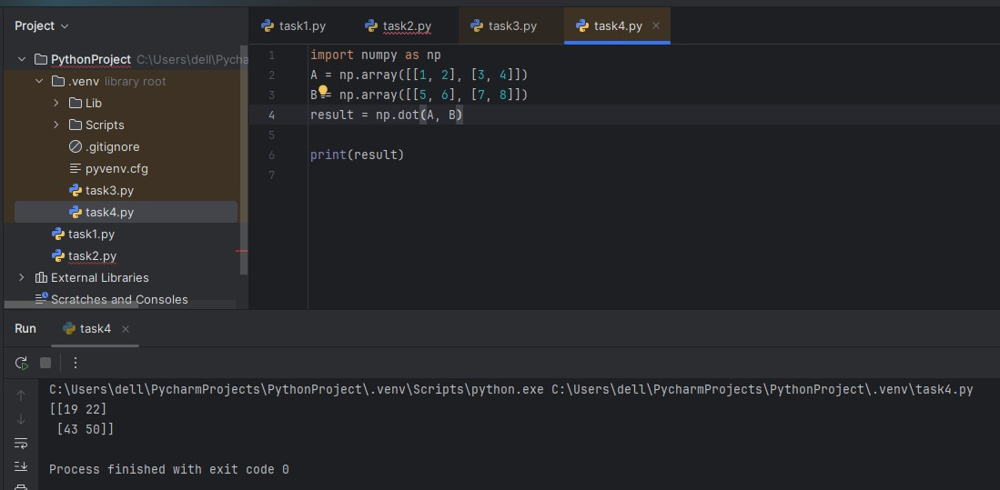 Project
task1.py
task2.py
task3.py
task4.py
PythonProject C:\Users\dell\Pycha
.venv library root
Lib
Scripts
.gitignore
pyvenv.cfg
task3.py
task4.py
task1.py
task2.py
External Libraries
Scratches and Consoles
1 import numpy as np
2 A = np.array([[1, 2], [3, 4]])
3 B = np.array([[5, 6], [7, 8]])
4 result = np.dot(A, B)
5
6 print(result)
7
Run
task4
C:\Users\dell\PycharmProjects\PythonProject\.venv\Scripts\python.exe C:\Users\dell\PycharmProjects\PythonProject\.venv\task4.py
[[19 22]
 [43 50]]
Process finished with exit code 0